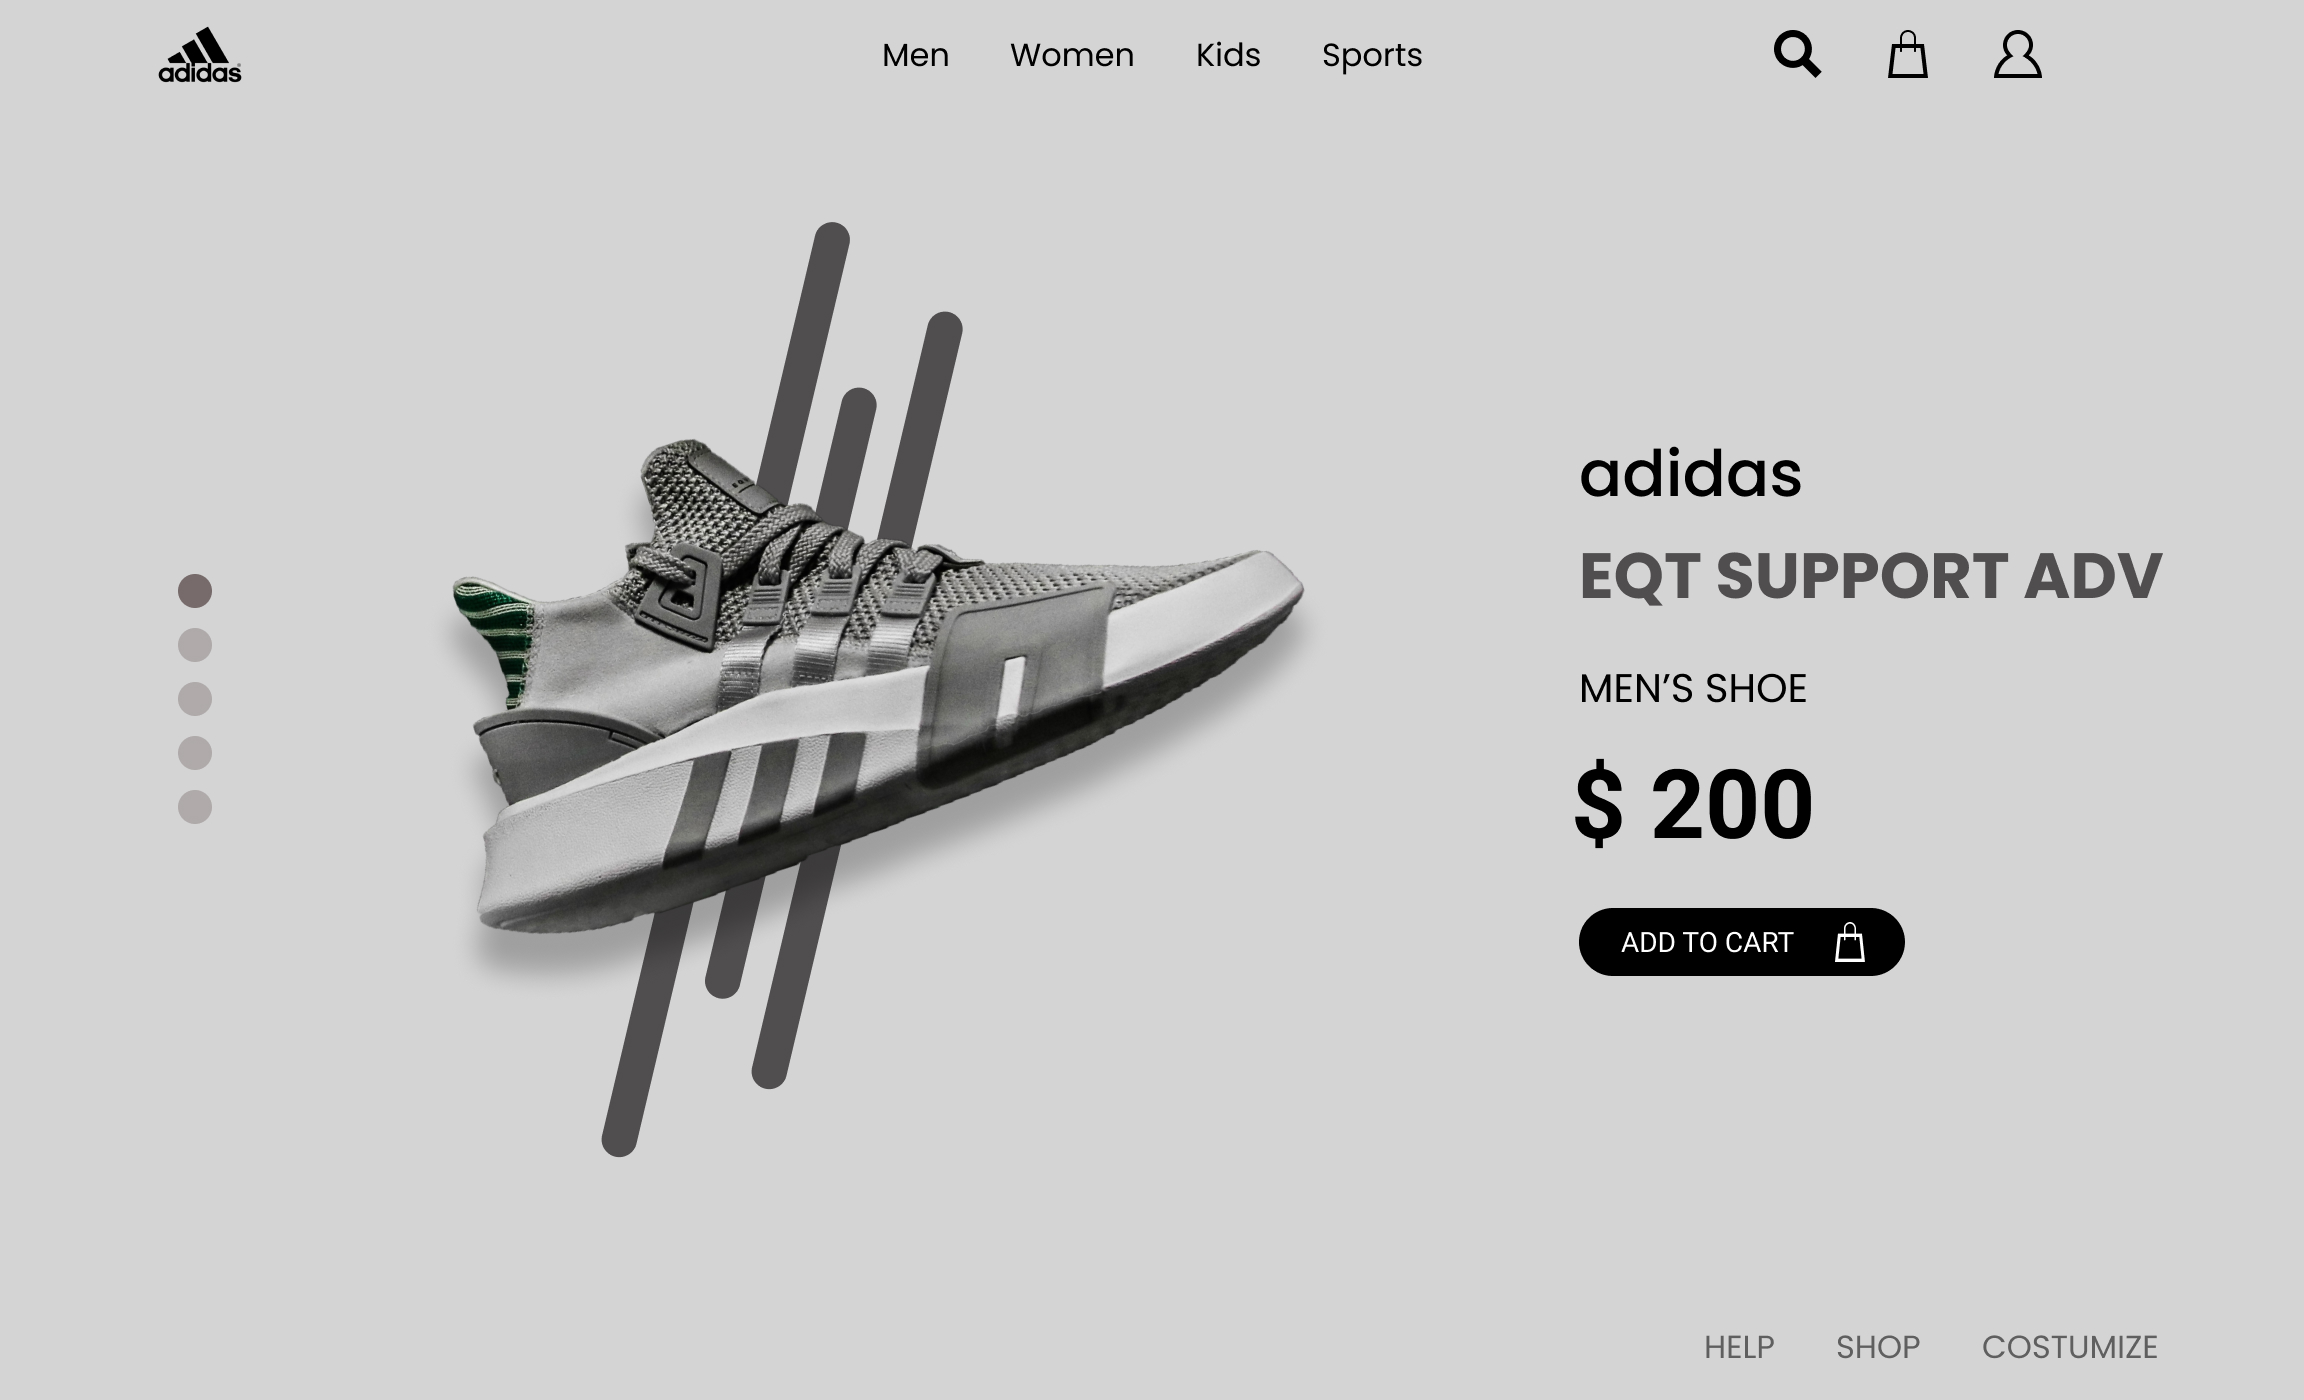 adidas
Men Women Kids Sports
adidas
EQT SUPPORT ADV
MEN’S SHOE
$ 200
ADD TO CART
HELP SHOP COSTUMIZE